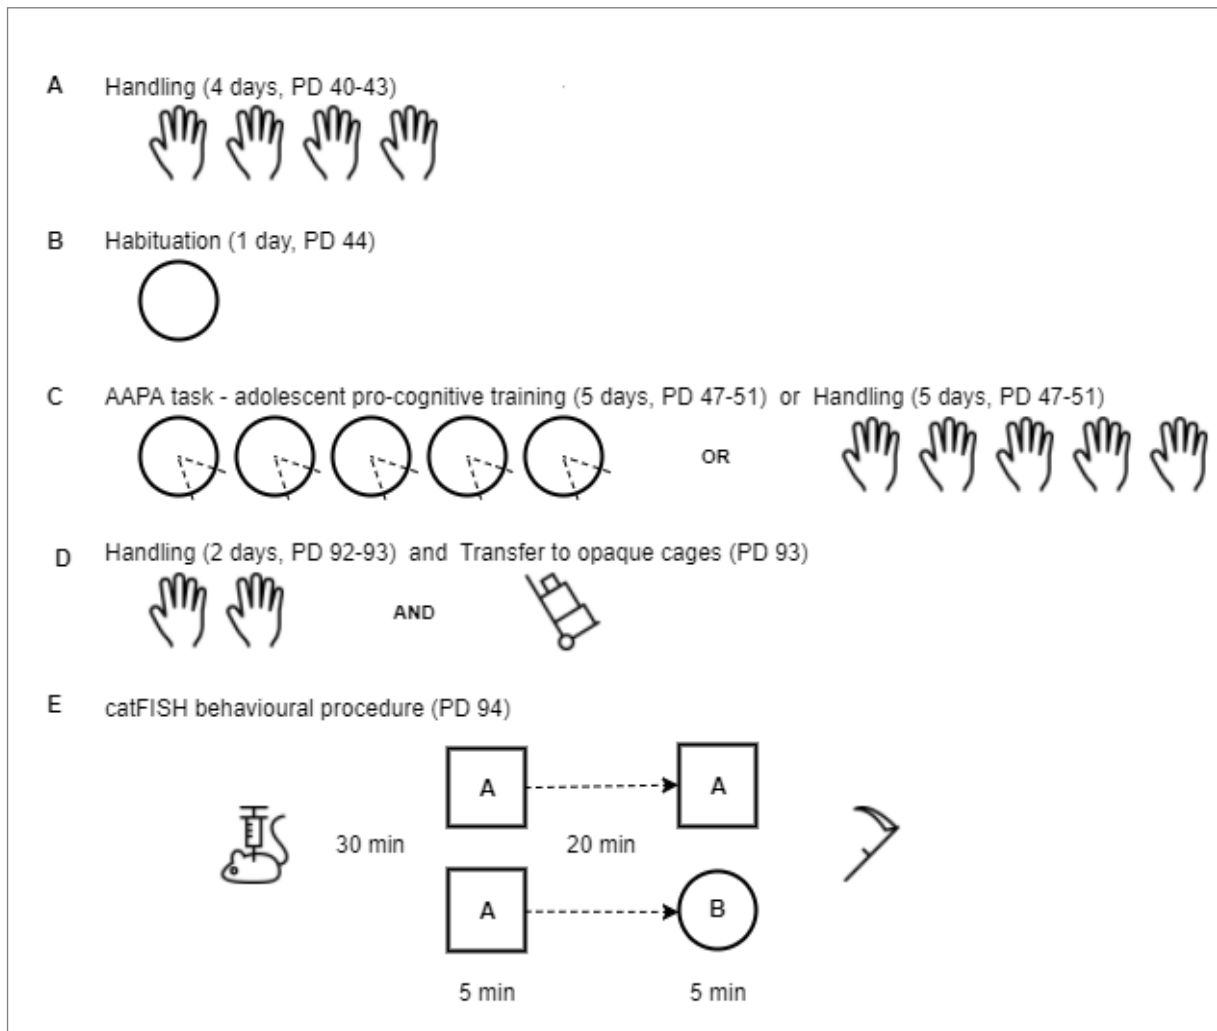 A Handling (4 days, PD 40-43)
B Habituation (1 day, PD 44)
C AAPA task - adolescent pro-cognitive training (5 days, PD 47-51) or Handling (5 days, PD 47-51)
OR
D Handling (2 days, PD 92-93) and Transfer to opaque cages (PD 93)
AND
E catFISH behavioural procedure (PD 94)
A A
30 min 20 min
A B
5 min 5 min